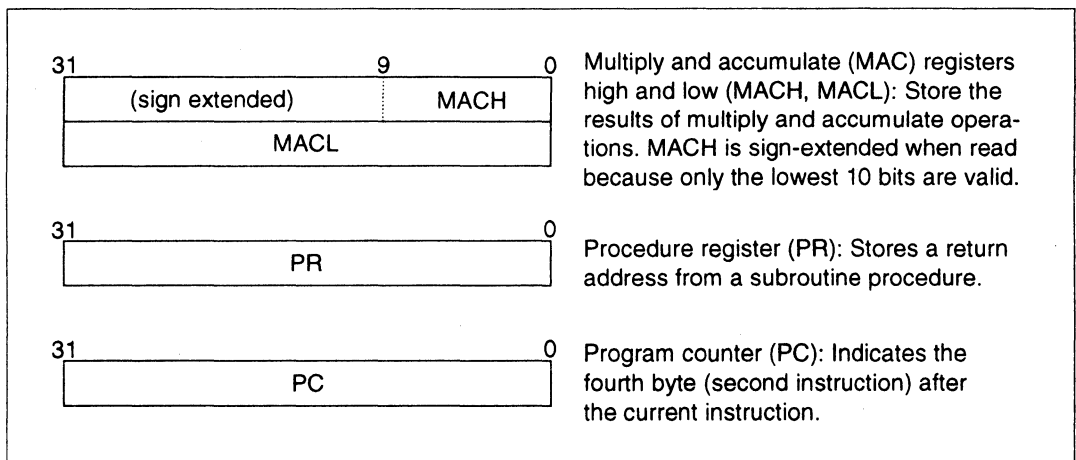 31 9 0
(sign extended) MACH
MACL
Multiply and accumulate (MAC) registers
high and low (MACH, MACL): Store the
results of multiply and accumulate opera-
tions. MACH is sign-extended when read
because only the lowest 10 bits are valid.
31 0
PR
Procedure register (PR): Stores a return
address from a subroutine procedure.
31 0
PC
Program counter (PC): Indicates the
fourth byte (second instruction) after
the current instruction.